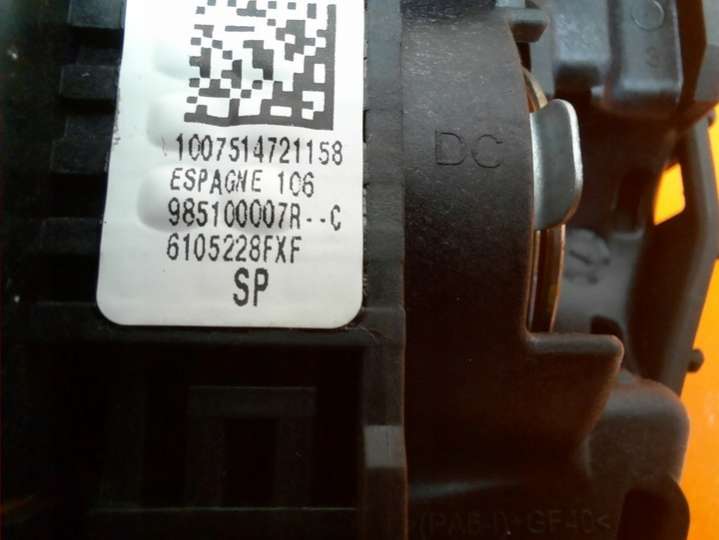 1007514721158
ESPAGNE 106
985100007R--C
6105228FXF
SP
DC